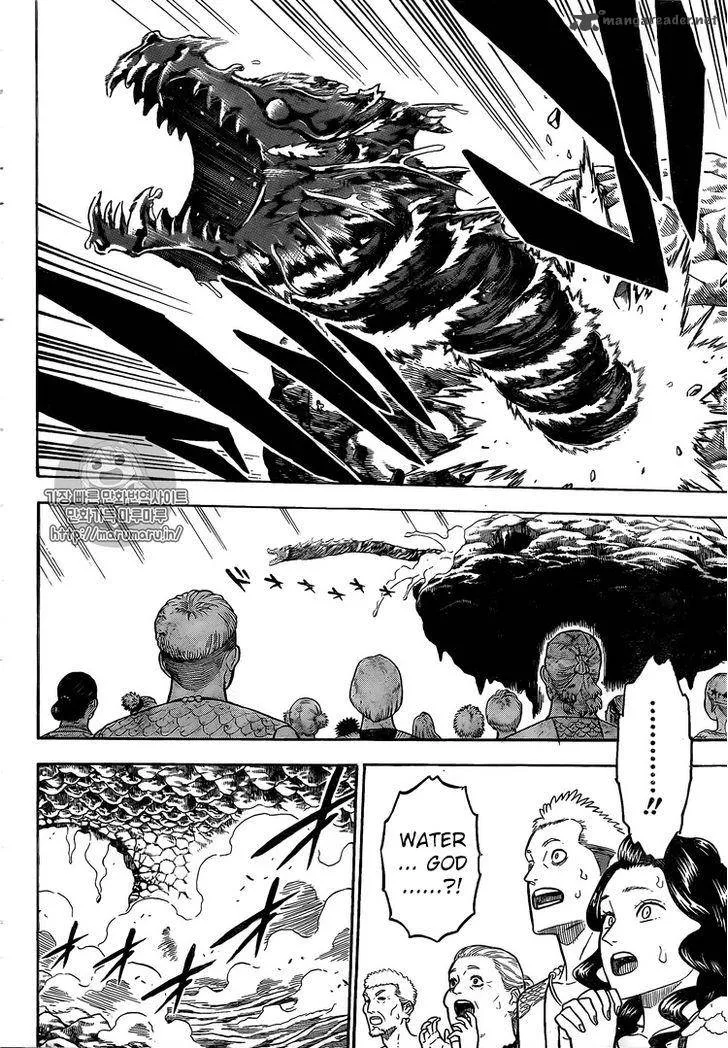 mangareader.net
가장 빠른 만화번역사이트
만화가득 마루마루
http://marumaru.in/
ド
.......!!
WATER
... GOD
......?!